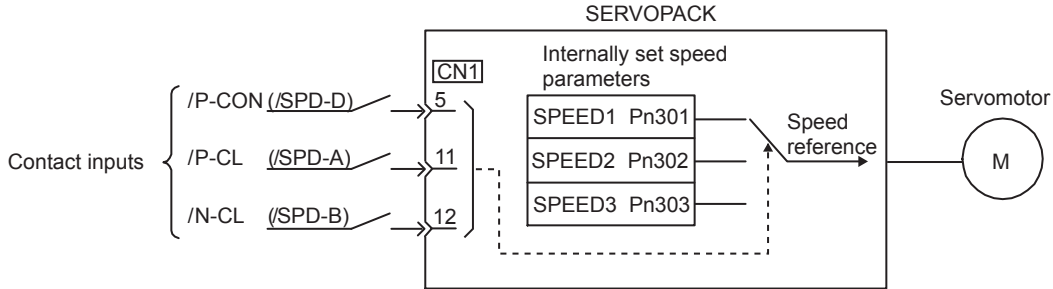 SERVOPACK
CN1
Internally set speed
parameters
/P-CON (/SPD-D)
5
SPEED1 Pn301
Speed
reference
Servomotor
Contact inputs
/P-CL (/SPD-A)
11
SPEED2 Pn302
M
/N-CL (/SPD-B)
12
SPEED3 Pn303